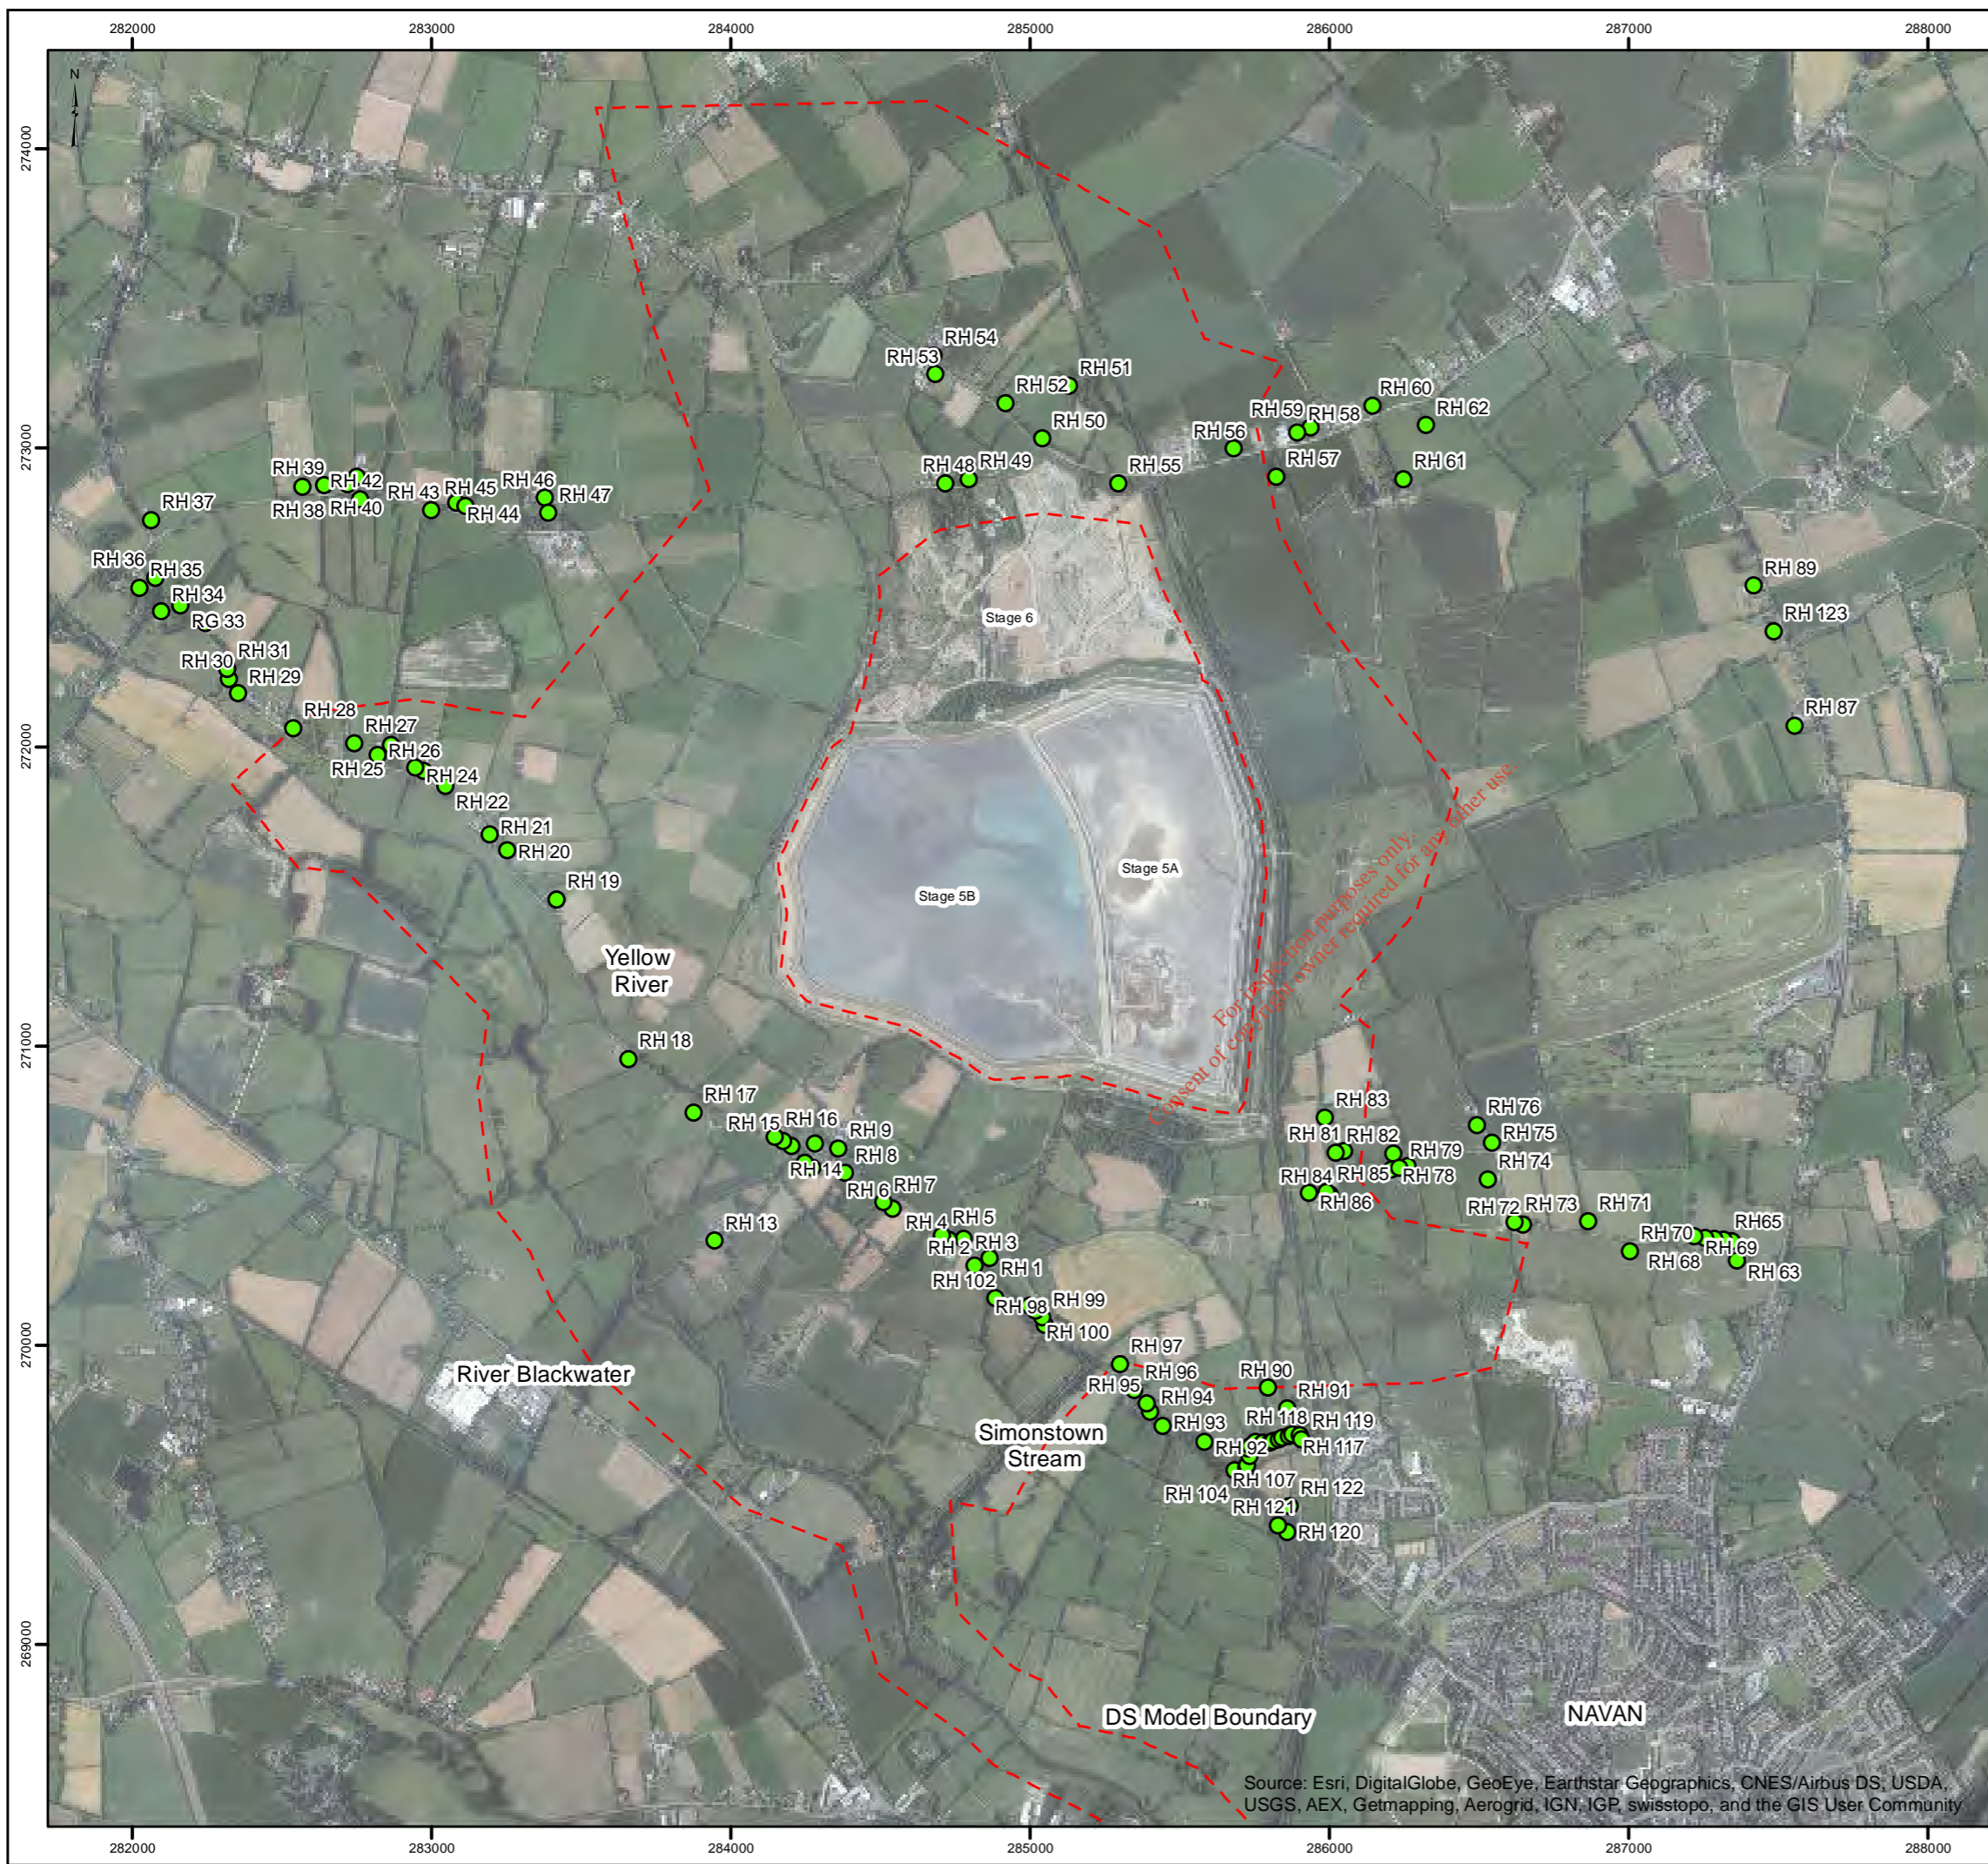 282000
283000
284000
285000
286000
287000
288000
N
274000
273000
272000
271000
270000
269000
RH 54
RH 53
RH 51
RH 52
RH 50
RH 60
RH 59
RH 58
RH 62
RH 56
RH 57
RH 61
RH 48
RH 49
RH 55
RH 39
RH 42
RH 46
RH 47
RH 43
RH 45
RH 38
RH 40
RH 44
RH 37
RH 36
RH 35
RH 34
RG 33
RH 31
RH 30
RH 29
RH 28
RH 27
RH 26
RH 25
RH 24
RH 22
RH 21
RH 20
RH 19
RH 89
RH 123
RH 87
Stage 6
Stage 5A
Stage 5B
Yellow
River
For inspection purposes only.
Consent of copyright owner required for any other use.
RH 18
RH 17
RH 15
RH 16
RH 9
RH 8
RH 14
RH 6
RH 7
RH 13
RH 4
RH 5
RH 2
RH 3
RH 1
RH 102
RH 98
RH 99
RH 100
RH 83
RH 76
RH 81
RH 82
RH 75
RH 79
RH 84
RH 85
RH 78
RH 74
RH 86
RH 72
RH 73
RH 71
RH 70
RH65
RH 68
RH 69
RH 63
RH 97
RH 96
RH 95
RH 94
RH 93
RH 90
RH 91
RH 118
RH 119
RH 92
RH 117
RH 107
RH 104
RH 122
RH 121
RH 120
River Blackwater
Simonstown
Stream
DS Model Boundary
NAVAN
Source: Esri, DigitalGlobe, GeoEye, Earthstar Geographics, CNES/Airbus DS, USDA,
USGS, AEX, Getmapping, Aerogrid, IGN, IGP, swisstopo, and the GIS User Community
282000
283000
284000
285000
286000
287000
288000